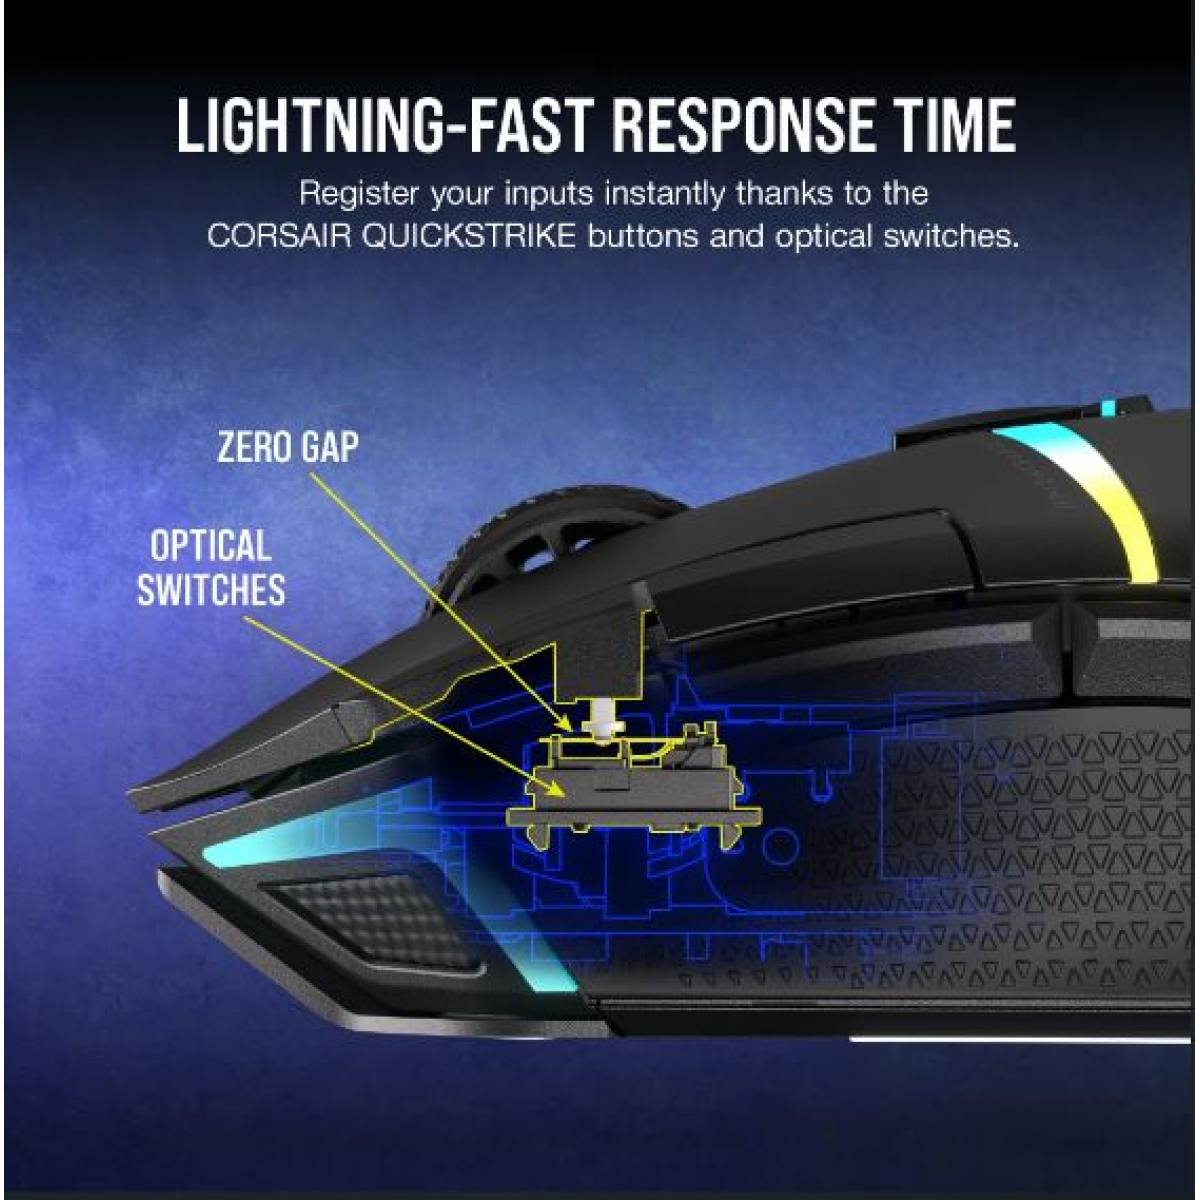 LIGHTNING-FAST RESPONSE TIME
Register your inputs instantly thanks to the
CORSAIR QUICKSTRIKE buttons and optical switches.
ZERO GAP
OPTICAL
SWITCHES